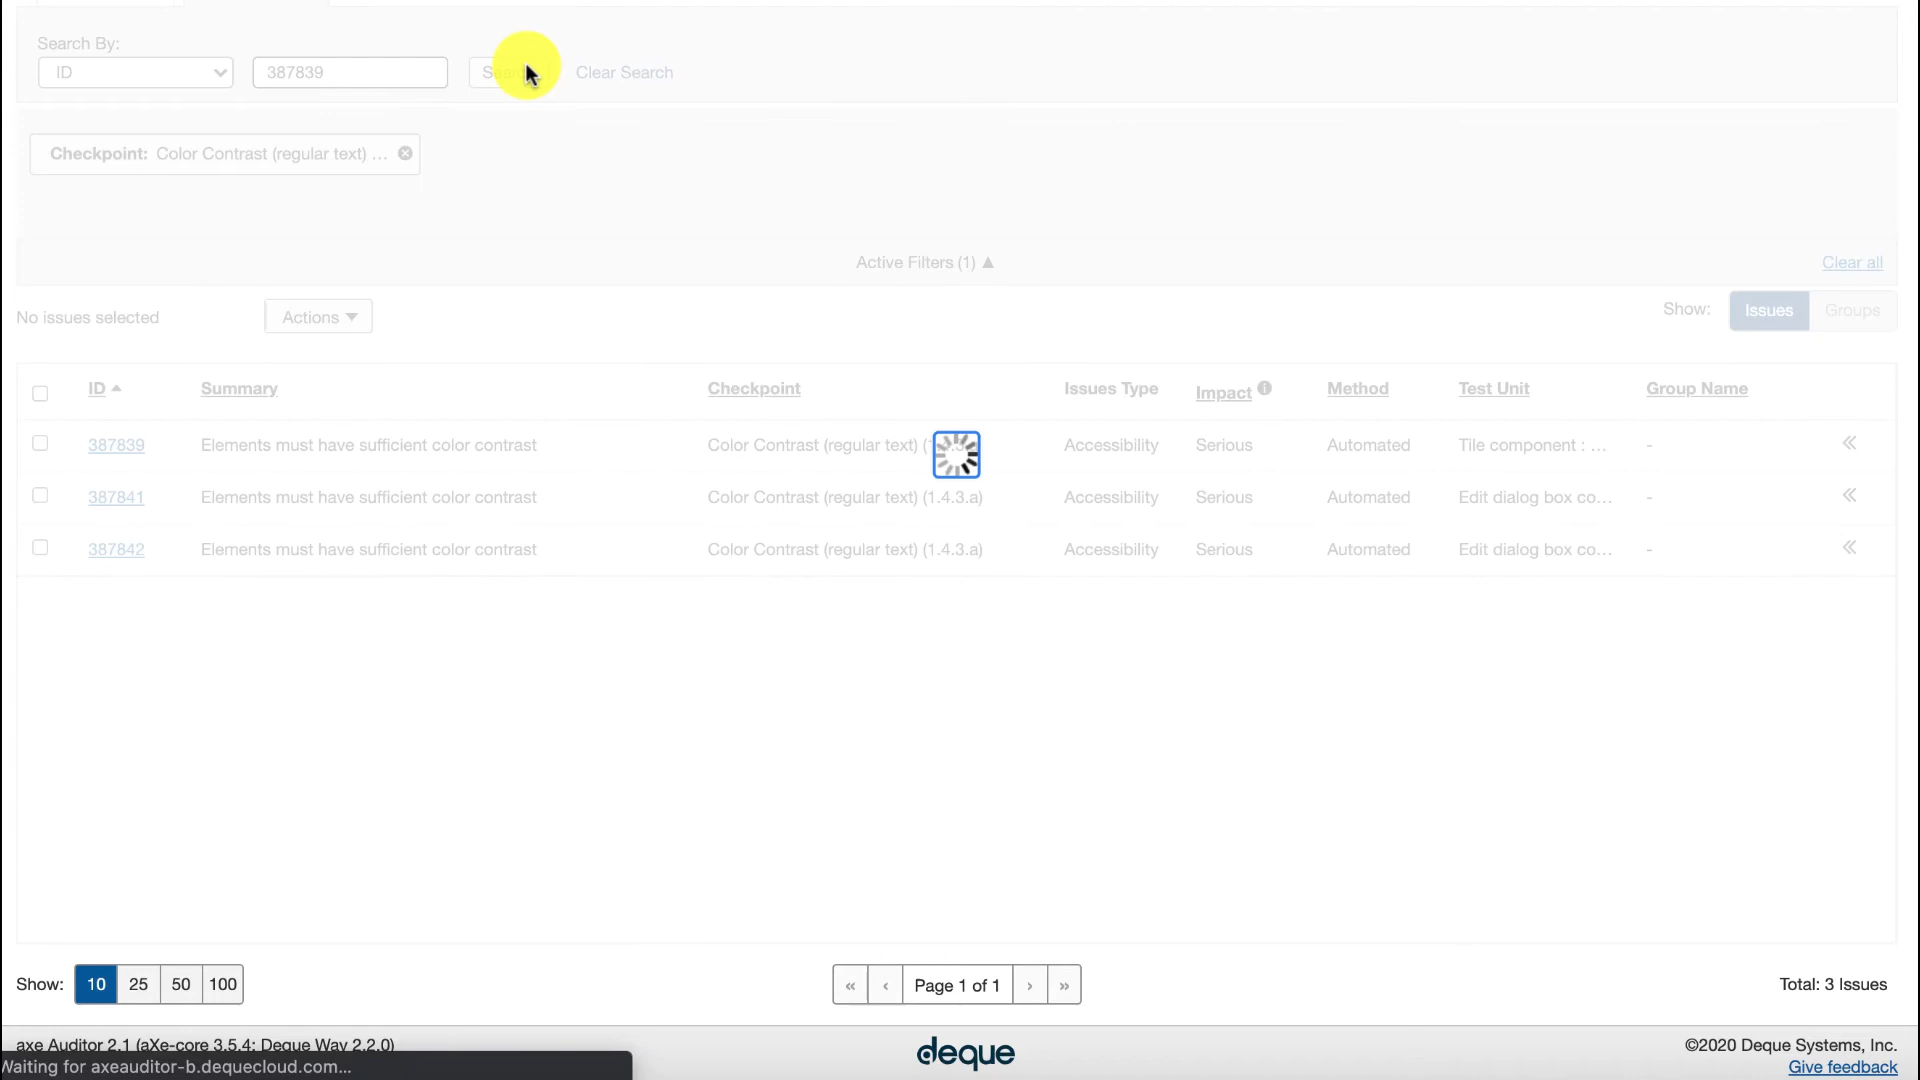 Search By:
ID 387839 Clear Search
Checkpoint: Color Contrast (regular text) ...
Active Filters (1) ▲ Clear all
No issues selected Actions ▼ Show: Issues Groups
ID Summary Checkpoint Issues Type Impact Method Test Unit Group Name
387839 Elements must have sufficient color contrast Color Contrast (regular text) Accessibility Serious Automated Tile component : ... - «
387841 Elements must have sufficient color contrast Color Contrast (regular text) (1.4.3.a) Accessibility Serious Automated Edit dialog box co... - «
387842 Elements must have sufficient color contrast Color Contrast (regular text) (1.4.3.a) Accessibility Serious Automated Edit dialog box co... - «
Show: 10 25 50 100 « ‹ Page 1 of 1 › » Total: 3 Issues
axe Auditor 2.1 (aXe-core 3.5.4; Deque Way 2.2.0) deque ©2020 Deque Systems, Inc.
Waiting for axeauditor-b.dequecloud.com... Give feedback